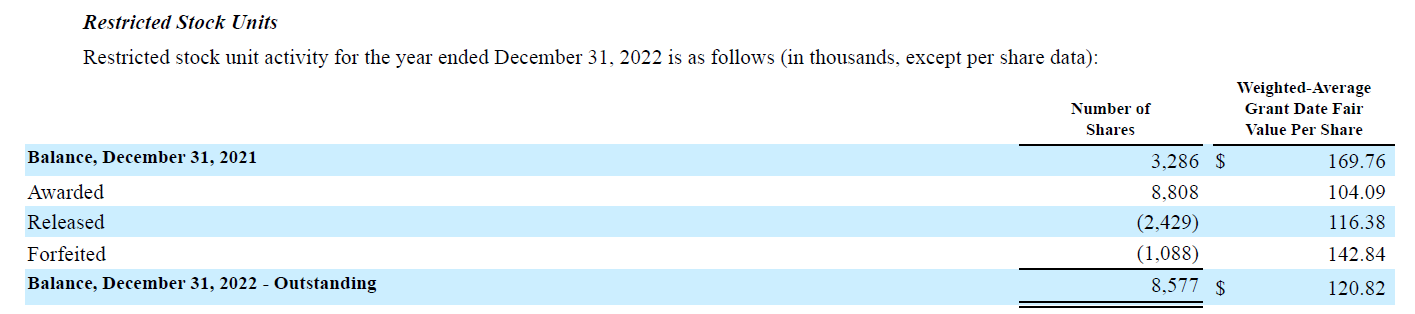 Restricted Stock Units
Restricted stock unit activity for the year ended December 31, 2022 is as follows (in thousands, except per share data):
Number of Shares Weighted-Average Grant Date Fair Value Per Share
Balance, December 31, 2021 3,286 $ 169.76
Awarded 8,808 104.09
Released (2,429) 116.38
Forfeited (1,088) 142.84
Balance, December 31, 2022 - Outstanding 8,577 $ 120.82